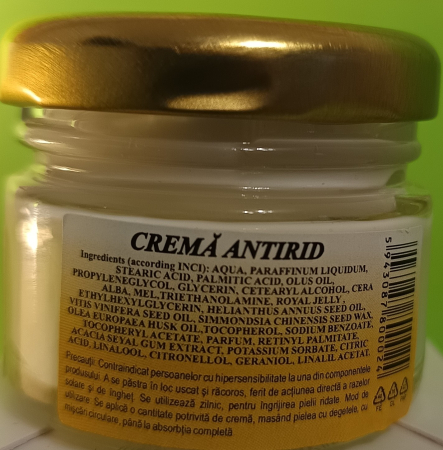 CREMĂ ANTIRID
Ingredients (according INCI): AQUA, PARAFFINUM LIQUIDUM,
STEARIC ACID, PALMITIC ACID, OLUS OIL,
PROPYLENEGLYCOL, GLYCERIN, CETEARYL ALCOHOL, CERA
ALBA, MEL,TRIETHANOLAMINE, ROYAL JELLY,
ETHYLHEXYLGLYCERIN, HELIANTHUS ANNUUS SEED OIL,
VITIS VINIFERA SEED OIL, SIMMONDSIA CHINENSIS SEED WAX,
OLEA EUROPAEA HUSK OIL, TOCOPHEROL, SODIUM BENZOATE,
TOCOPHERYL ACETATE, PARFUM, RETINYL PALMITATE,
ACACIA SEYAL GUM EXTRACT, POTASSIUM SORBATE, CITRIC
ACID, LINALOOL, CITRONELLOL, GERANIOL, LINALIL ACETAT.
Precauții: Contraindicat persoanelor cu hipersensibilitate la una din componentele
produsului. A se păstra în loc uscat și răcoros, ferit de acțiunea directă a razelor
solare și de îngheț. Se utilizează zilnic, pentru îngrijirea pielii ridate. Mod de
utilizare: Se aplică o cantitate potrivită de cremă, masând pielea cu degetele, cu
mișcări circulare, până la absorbția completă.
5943087800024